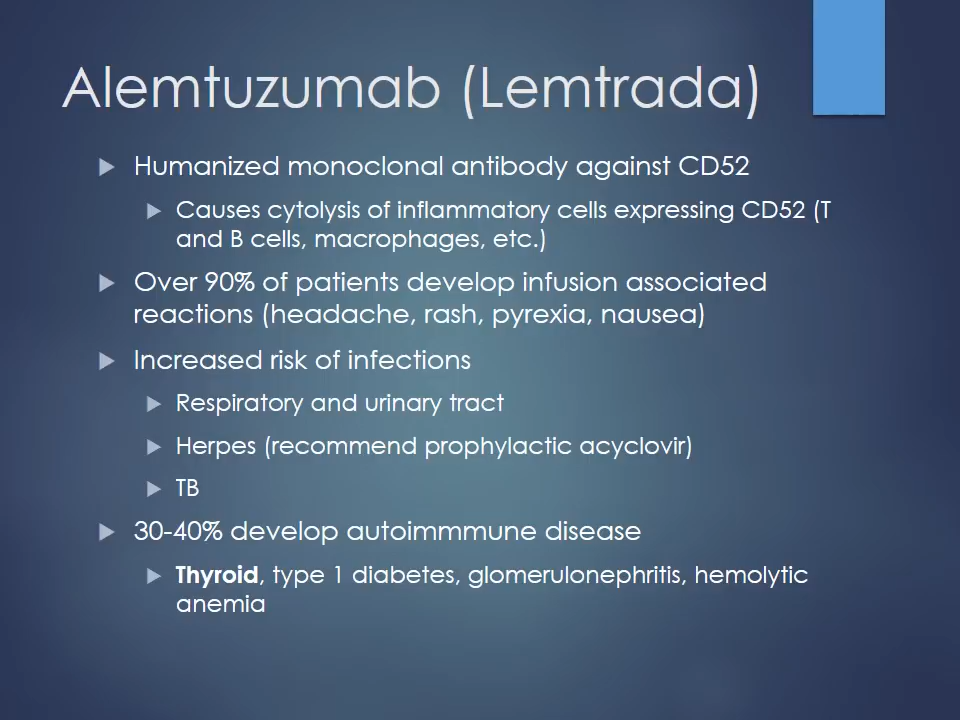 Alemtuzumab (Lemtrada)
Humanized monoclonal antibody against CD52
Causes cytolysis of inflammatory cells expressing CD52 (T
and B cells, macrophages, etc.)
Over 90% of patients develop infusion associated
reactions (headache, rash, pyrexia, nausea)
Increased risk of infections
Respiratory and urinary tract
Herpes (recommend prophylactic acyclovir)
TB
30-40% develop autoimmmune disease
Thyroid, type 1 diabetes, glomerulonephritis, hemolytic
anemia